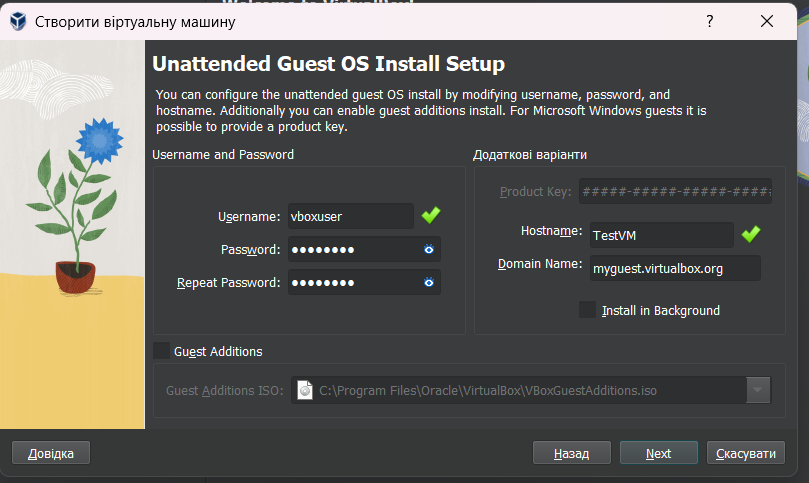 Створити віртуальну машину
Unattended Guest OS Install Setup
You can configure the unattended guest OS install by modifying username, password, and
hostname. Additionally you can enable guest additions install. For Microsoft Windows guests it is
possible to provide a product key.
Username and Password
Username: vboxuser
Password: ●●●●●●●●
Repeat Password: ●●●●●●●●
Додаткові варіанти
Product Key: #####-#####-#####-####
Hostname: TestVM
Domain Name: myguest.virtualbox.org
Install in Background
Guest Additions
Guest Additions ISO: C:\Program Files\Oracle\VirtualBox\VBoxGuestAdditions.iso
Довідка
Назад
Next
Скасувати